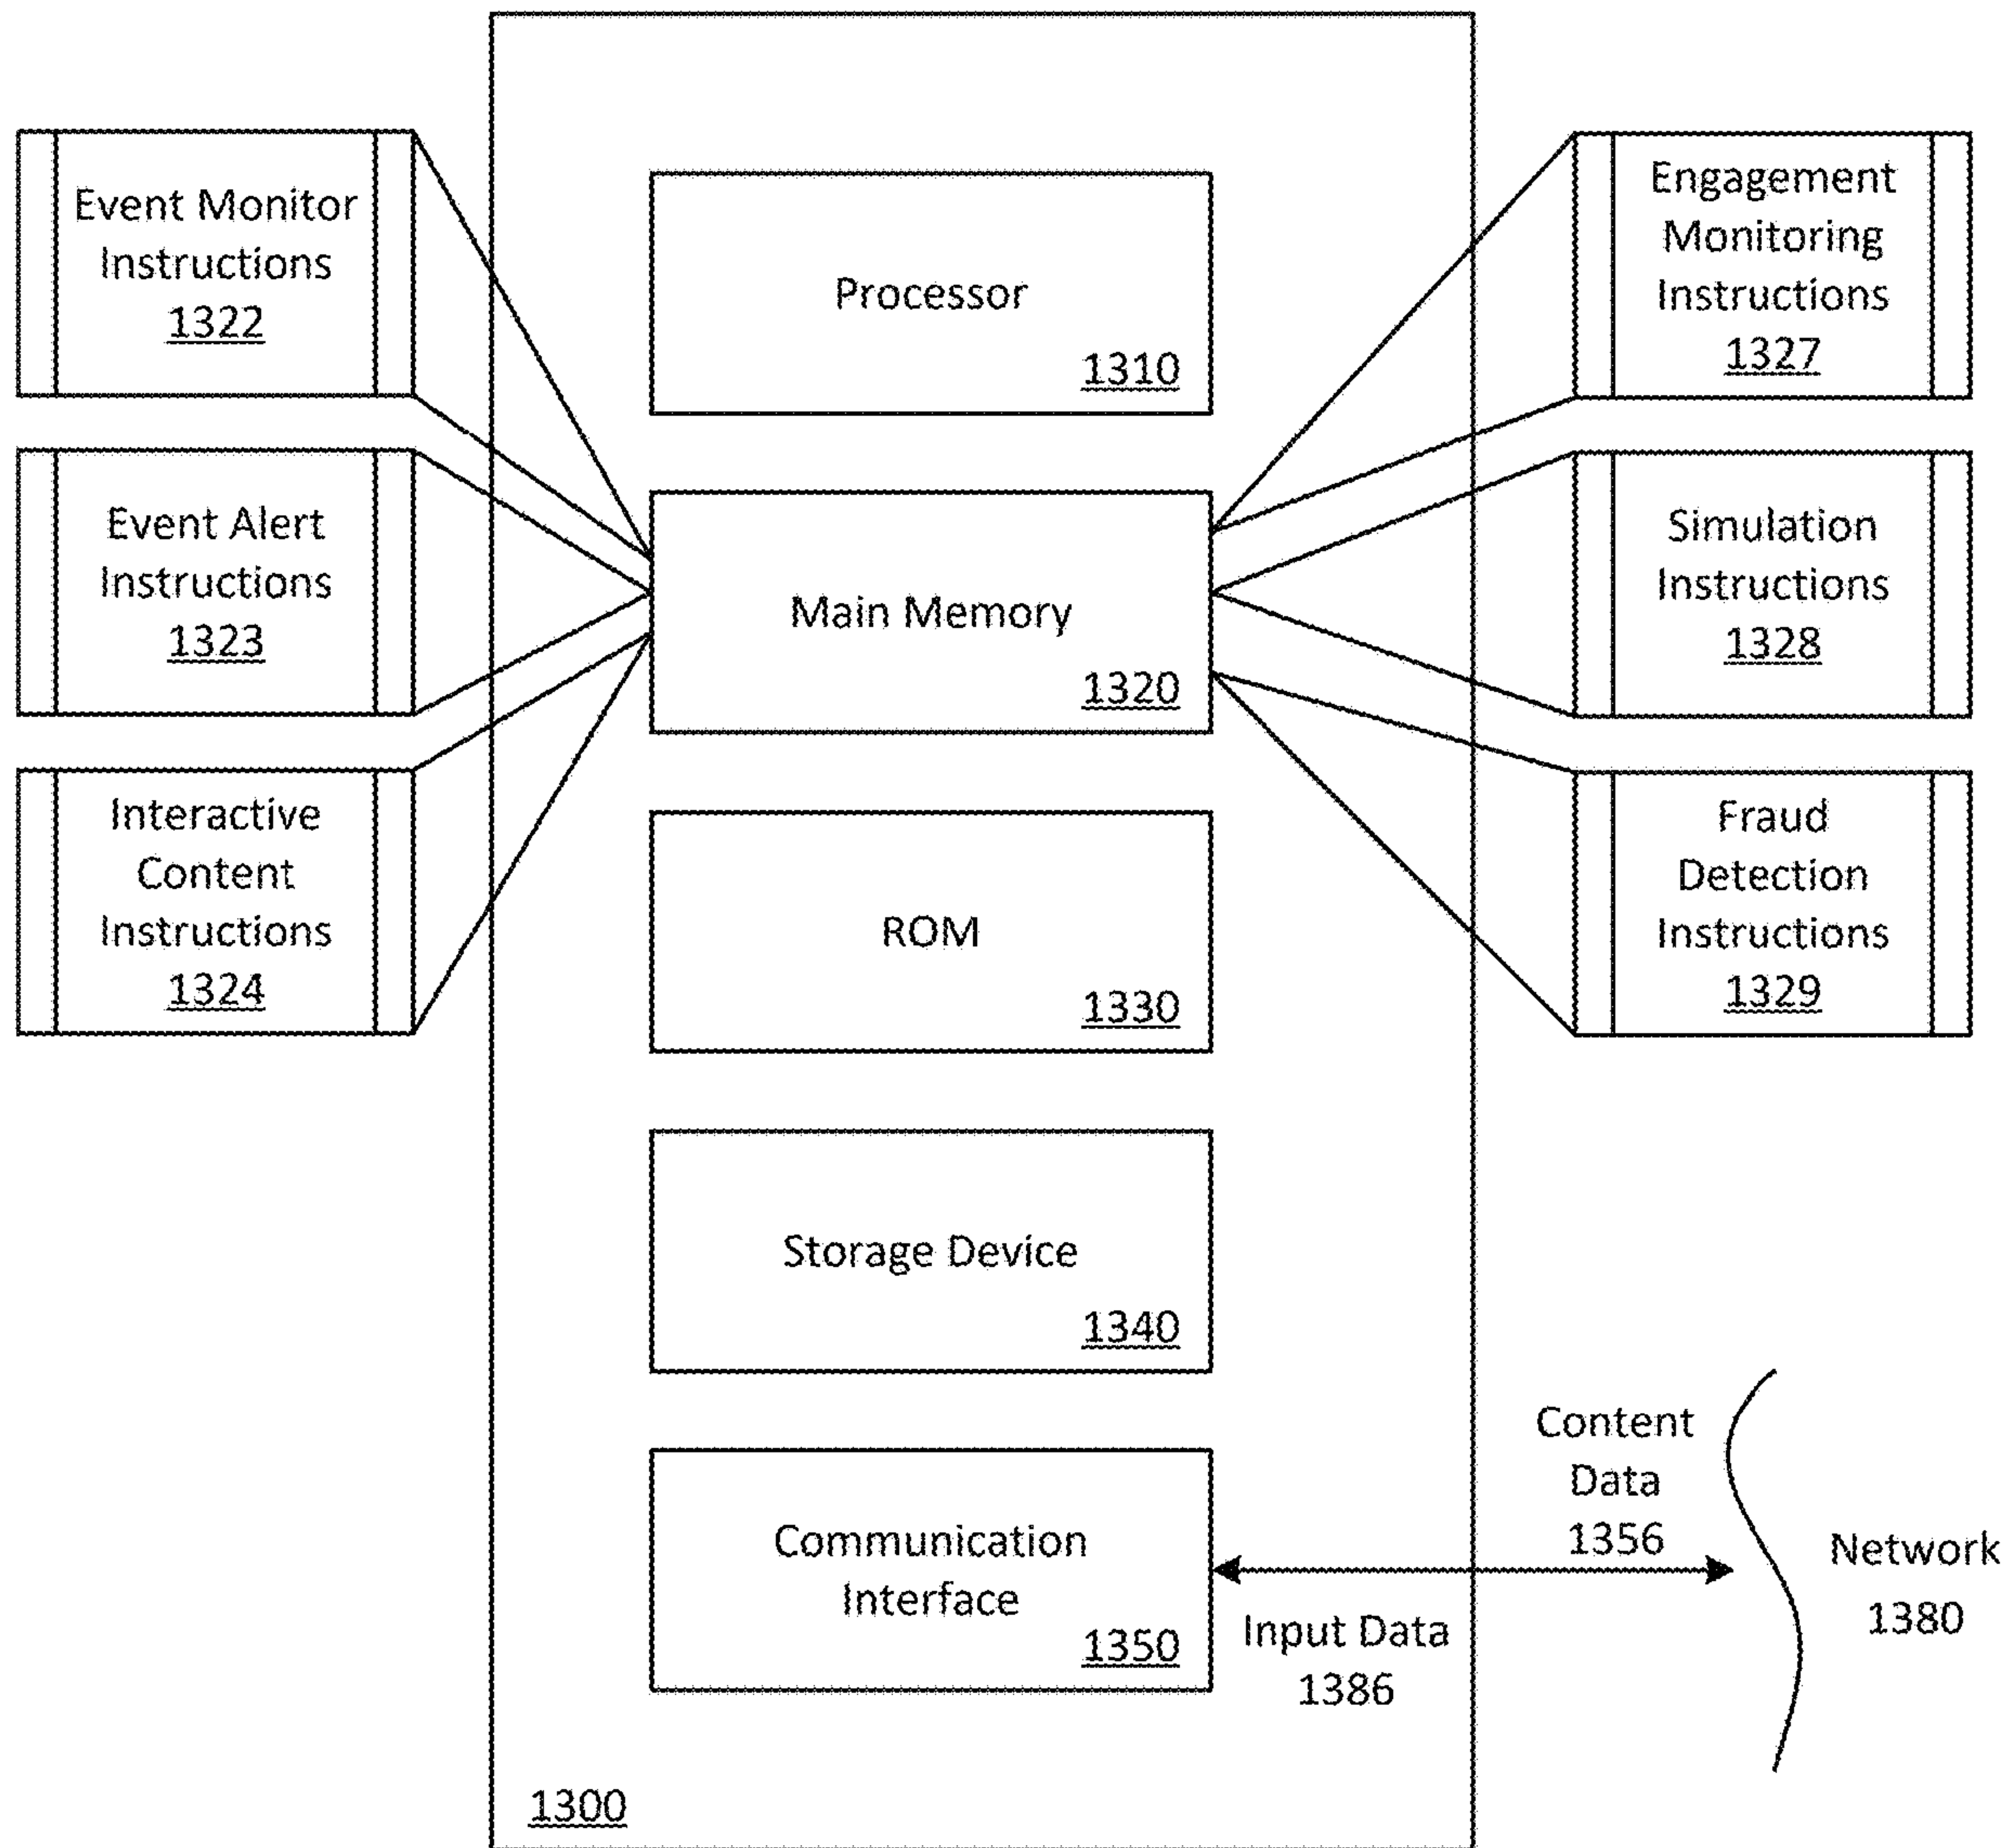 Event Monitor
Instructions
1322
Event Alert
Instructions
1323
Interactive
Content
Instructions
1324
Processor
1310
Main Memory
1320
ROM
1330
Storage Device
1340
Communication
Interface
1350
1300
Engagement
Monitoring
Instructions
1327
Simulation
Instructions
1328
Fraud
Detection
Instructions
1329
Content
Data
1356
Input Data
1386
Network
1380